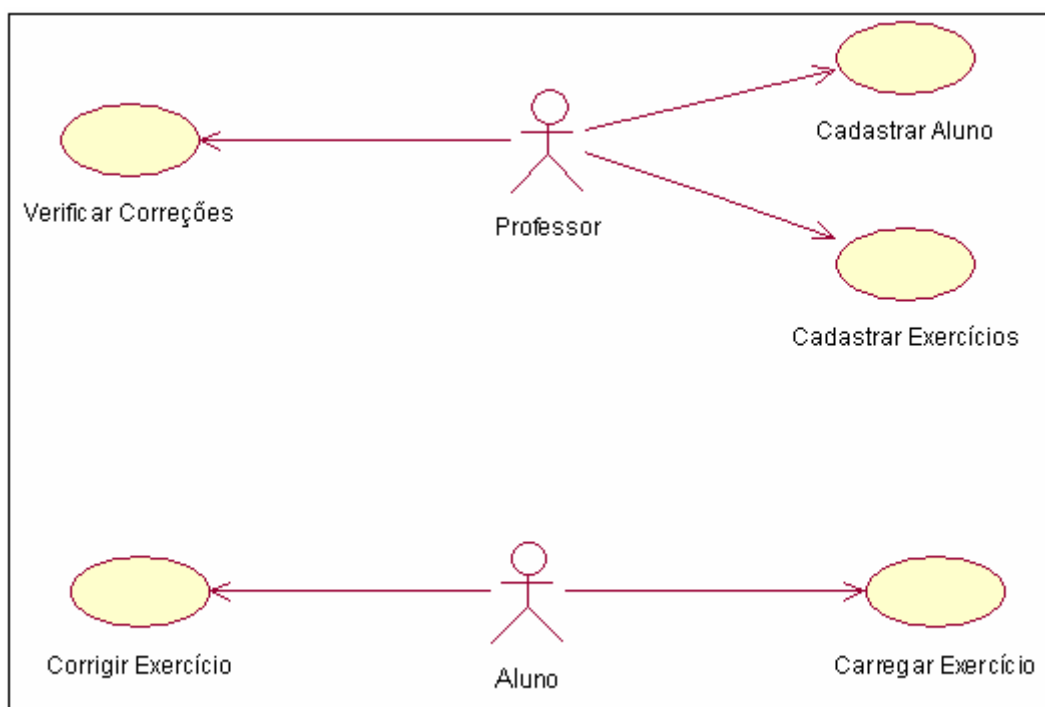 Cadastrar Aluno
Verificar Correções
Professor
Cadastrar Exercícios
Corrigir Exercício
Aluno
Carregar Exercício